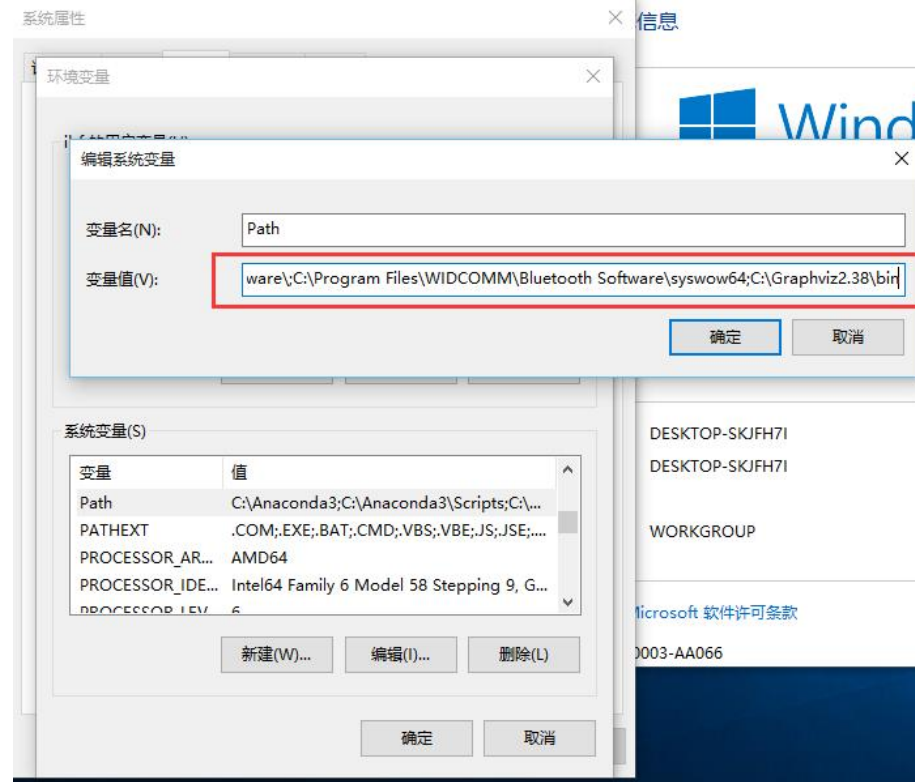 系统属性
信息
环境变量
Wind
编辑系统变量
变量名(N):
Path
变量值(V):
ware\;C:\Program Files\WIDCOMM\Bluetooth Software\syswow64;C:\Graphviz2.38\bin
确定
取消
系统变量(S)
变量
值
Path
C:\Anaconda3;C:\Anaconda3\Scripts;C:\...
PATHEXT
.COM;.EXE;.BAT;.CMD;.VBS;.VBE;.JS;.JSE;....
PROCESSOR_AR...
AMD64
PROCESSOR_IDE...
Intel64 Family 6 Model 58 Stepping 9, G...
PROCESSOR_LEV
6
新建(W)...
编辑(I)...
删除(L)
确定
取消
DESKTOP-SKJFH7I
DESKTOP-SKJFH7I
WORKGROUP
Microsoft 软件许可条款
0003-AA066